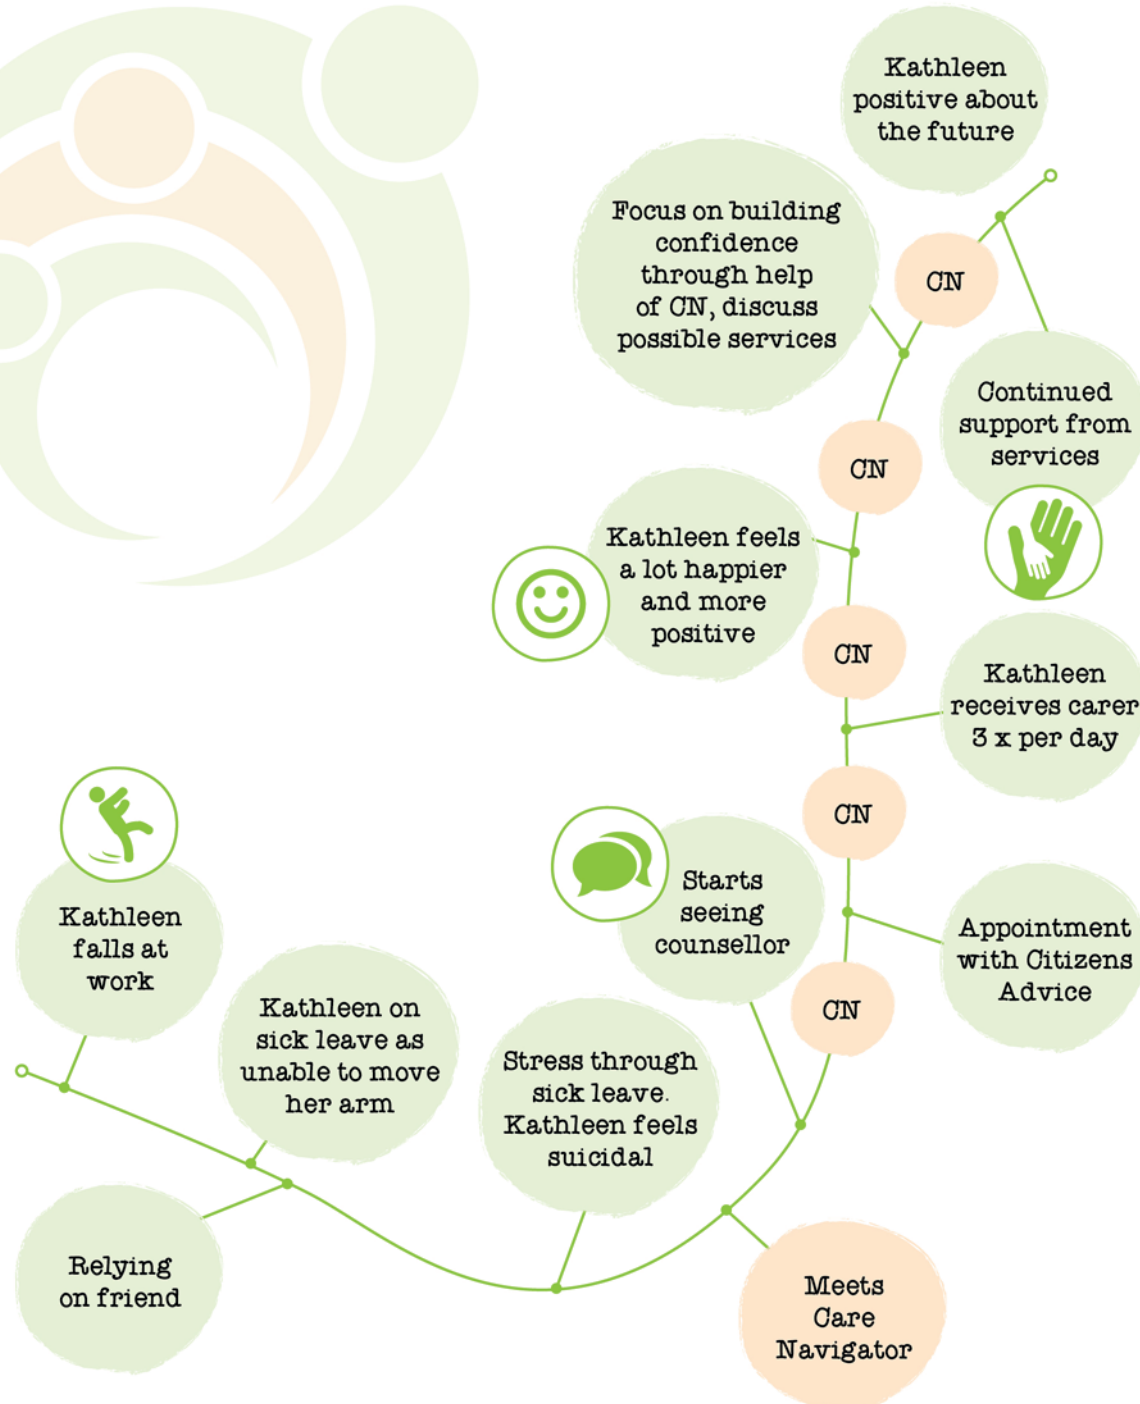 Kathleen
falls at
work
Kathleen on
sick leave as
unable to move
her arm
Relying
on friend
Stress through
sick leave.
Kathleen feels
suicidal
Meets
Care
Navigator
Starts
seeing
counsellor
CN
Appointment
with Citizens
Advice
CN
Kathleen
receives carer
3 x per day
CN
Kathleen feels
a lot happier
and more
positive
CN
Focus on building
confidence
through help
of CN, discuss
possible services
CN
Continued
support from
services
Kathleen
positive about
the future